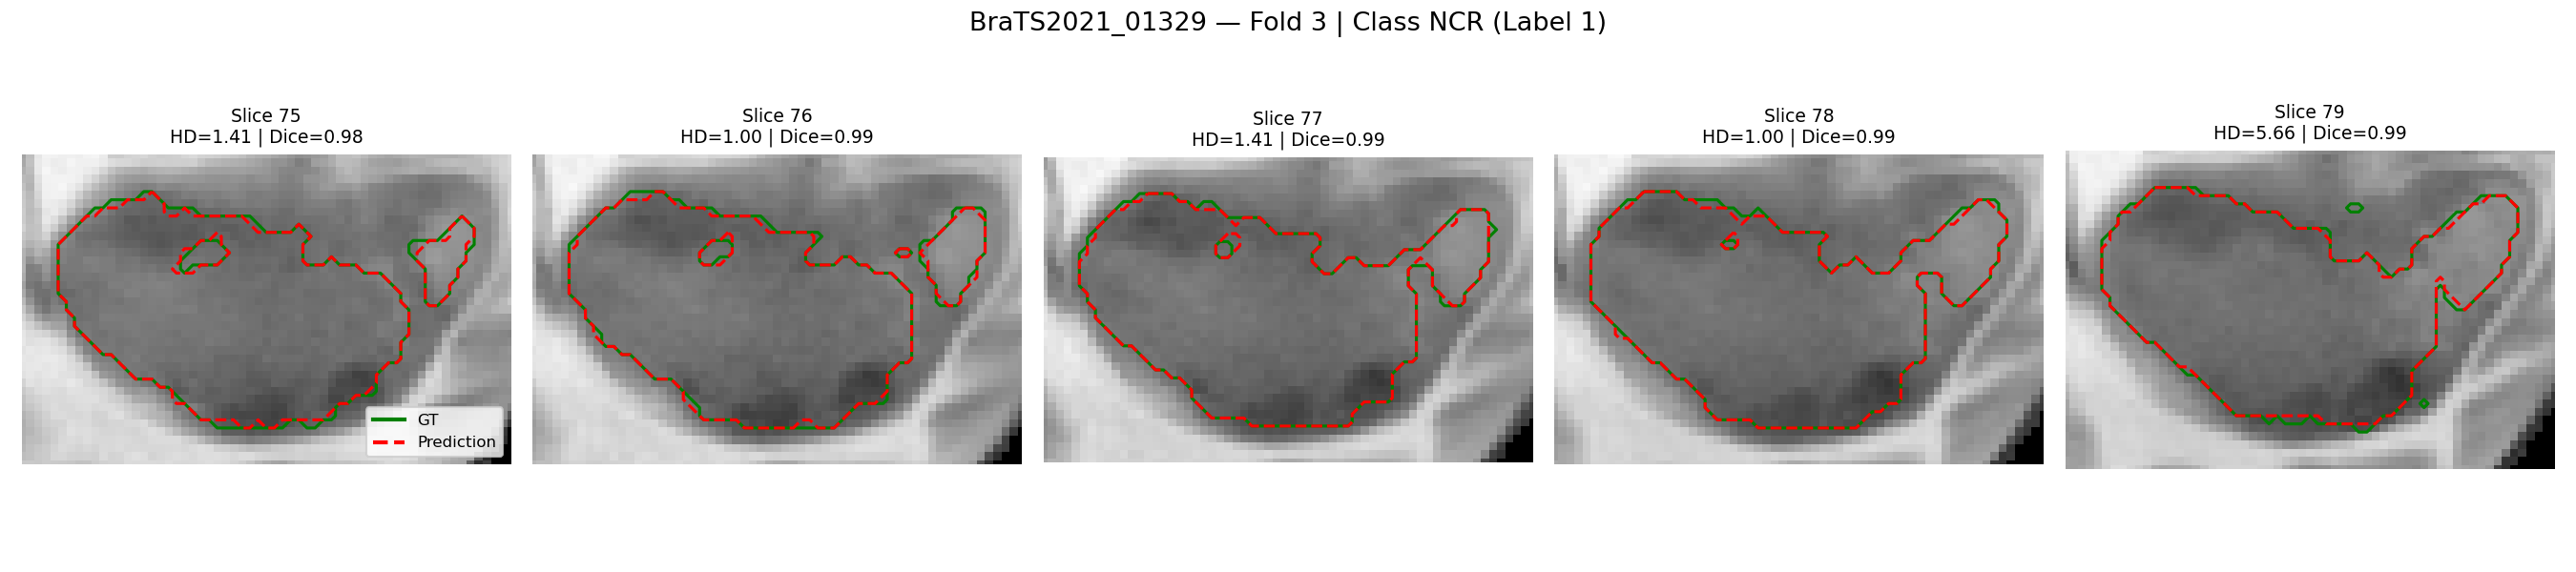 BraTS2021_01329 — Fold 3 | Class NCR (Label 1)
Slice 75
HD=1.41 | Dice=0.98
Slice 76
HD=1.00 | Dice=0.99
Slice 77
HD=1.41 | Dice=0.99
Slice 78
HD=1.00 | Dice=0.99
Slice 79
HD=5.66 | Dice=0.99
GT
Prediction